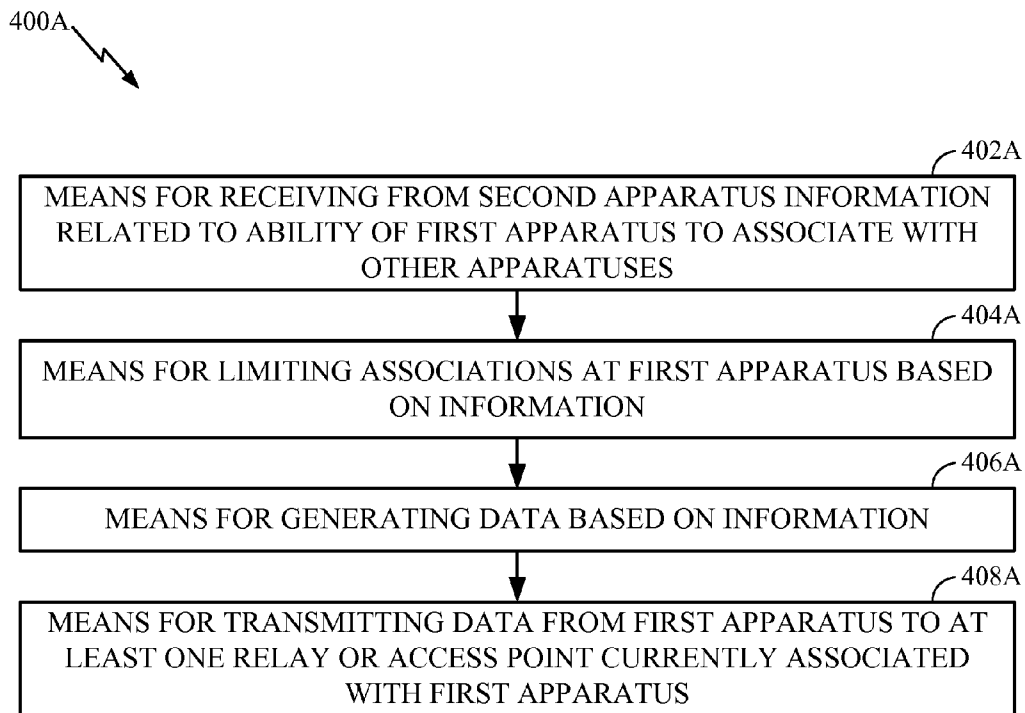 400A
402A
MEANS FOR RECEIVING FROM SECOND APPARATUS INFORMATION
RELATED TO ABILITY OF FIRST APPARATUS TO ASSOCIATE WITH
OTHER APPARATUSES
404A
MEANS FOR LIMITING ASSOCIATIONS AT FIRST APPARATUS BASED
ON INFORMATION
406A
MEANS FOR GENERATING DATA BASED ON INFORMATION
408A
MEANS FOR TRANSMITTING DATA FROM FIRST APPARATUS TO AT
LEAST ONE RELAY OR ACCESS POINT CURRENTLY ASSOCIATED
WITH FIRST APPARATUS